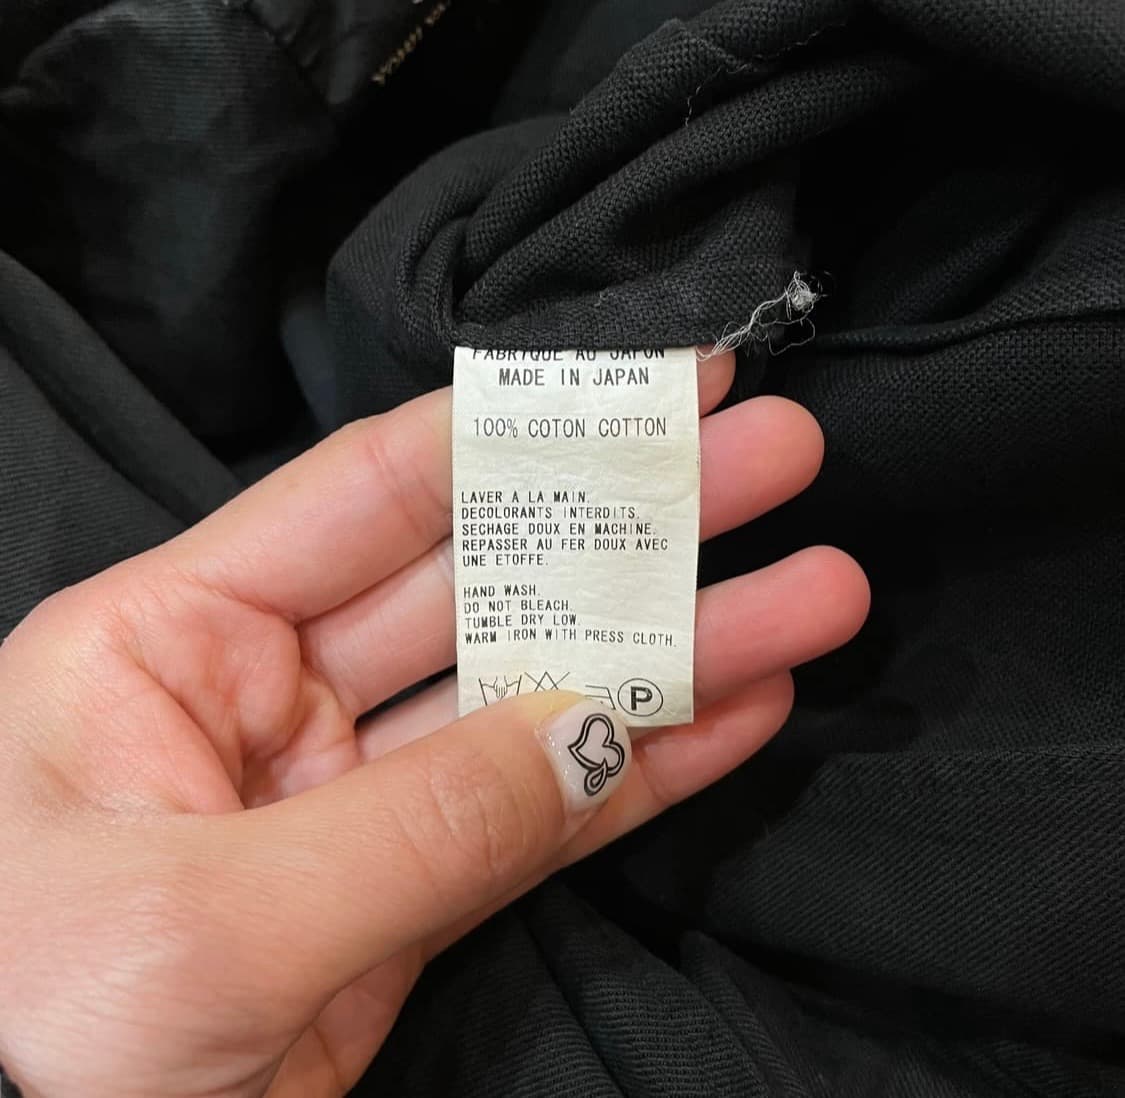 FABRIQUE AU JAPON
MADE IN JAPAN
100% COTON COTTON
LAVER A LA MAIN.
DECOLORANTS INTERDITS.
SECHAGE DOUX EN MACHINE.
REPASSER AU FER DOUX AVEC
UNE ETOFFE.
HAND WASH.
DO NOT BLEACH.
TUMBLE DRY LOW.
WARM IRON WITH PRESS CLOTH.
P